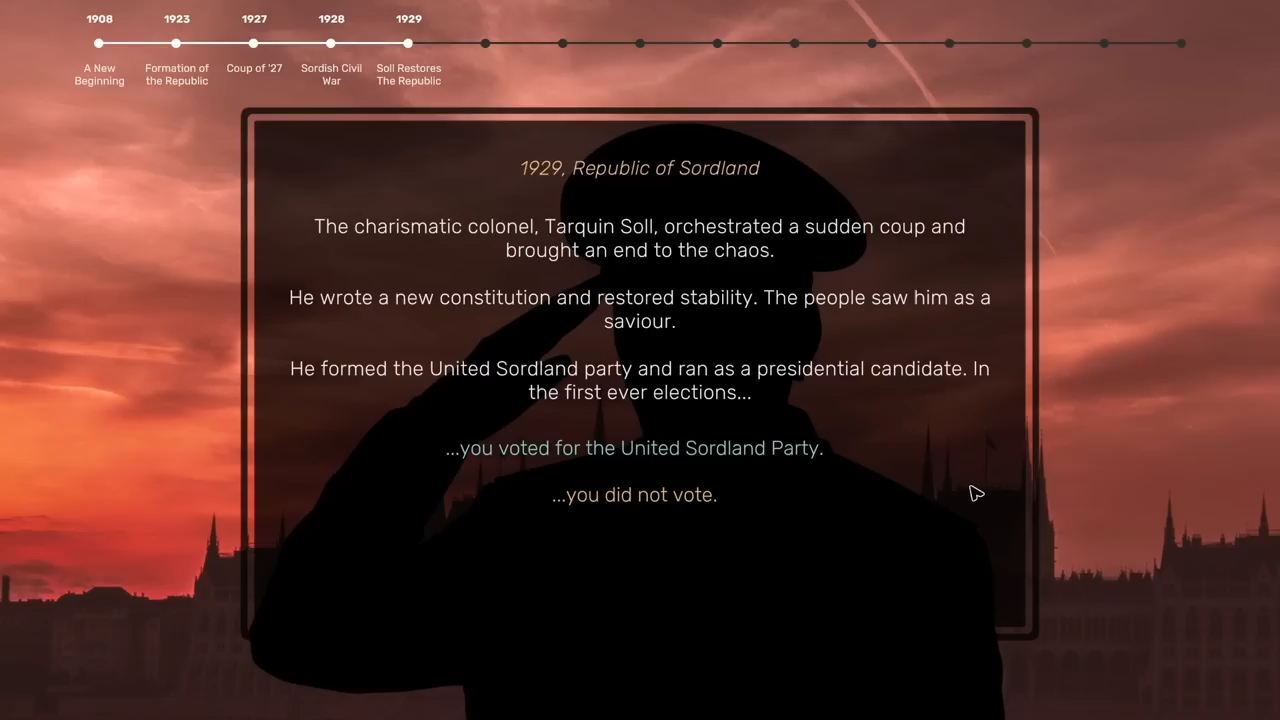 1908
1923
1927
1928
1929
A New
Beginning
Formation of
the Republic
Coup of '27
Sordish Civil
War
Soll Restores
The Republic
1929, Republic of Sordland
The charismatic colonel, Tarquin Soll, orchestrated a sudden coup and
brought an end to the chaos.
He wrote a new constitution and restored stability. The people saw him as a
saviour.
He formed the United Sordland party and ran as a presidential candidate. In
the first ever elections...
...you voted for the United Sordland Party.
...you did not vote.